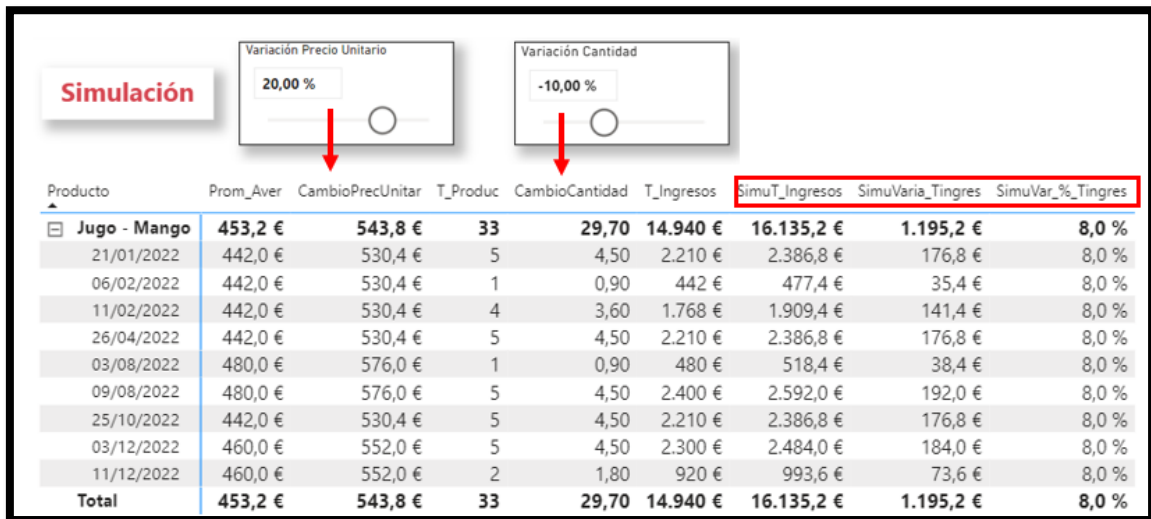 Variación Precio Unitario
20,00 %
Variación Cantidad
-10,00 %
Simulación
Producto Prom_Aver CambioPrecUnitar T_Produc CambioCantidad T_Ingresos SimuT_Ingresos SimuVaria_Tingres SimuVar_%_Tingres
Jugo - Mango 453,2 € 543,8 € 33 29,70 14.940 € 16.135,2 € 1.195,2 € 8,0 %
21/01/2022 442,0 € 530,4 € 5 4,50 2.210 € 2.386,8 € 176,8 € 8,0 %
06/02/2022 442,0 € 530,4 € 1 0,90 442 € 477,4 € 35,4 € 8,0 %
11/02/2022 442,0 € 530,4 € 4 3,60 1.768 € 1.909,4 € 141,4 € 8,0 %
26/04/2022 442,0 € 530,4 € 5 4,50 2.210 € 2.386,8 € 176,8 € 8,0 %
03/08/2022 480,0 € 576,0 € 1 0,90 480 € 518,4 € 38,4 € 8,0 %
09/08/2022 480,0 € 576,0 € 5 4,50 2.400 € 2.592,0 € 192,0 € 8,0 %
25/10/2022 442,0 € 530,4 € 5 4,50 2.210 € 2.386,8 € 176,8 € 8,0 %
03/12/2022 460,0 € 552,0 € 5 4,50 2.300 € 2.484,0 € 184,0 € 8,0 %
11/12/2022 460,0 € 552,0 € 2 1,80 920 € 993,6 € 73,6 € 8,0 %
Total 453,2 € 543,8 € 33 29,70 14.940 € 16.135,2 € 1.195,2 € 8,0 %